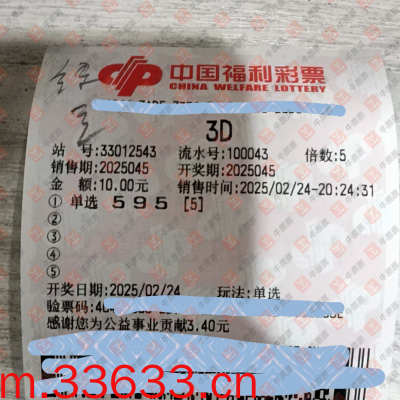 中国福利彩票
CHINA WELFARE LOTTERY
3D
站 号:33012543 流水号:100043 倍数:5
销售期:2025045 开奖期:2025045
金 额:10.00元 销售时间:2025/02/24-20:24:31
① 单选 595 [5]
②
③
④
⑤
开奖日期:2025/02/24 玩法:单选
验票码:
感谢您为公益事业贡献3.40元
m.33633.cn